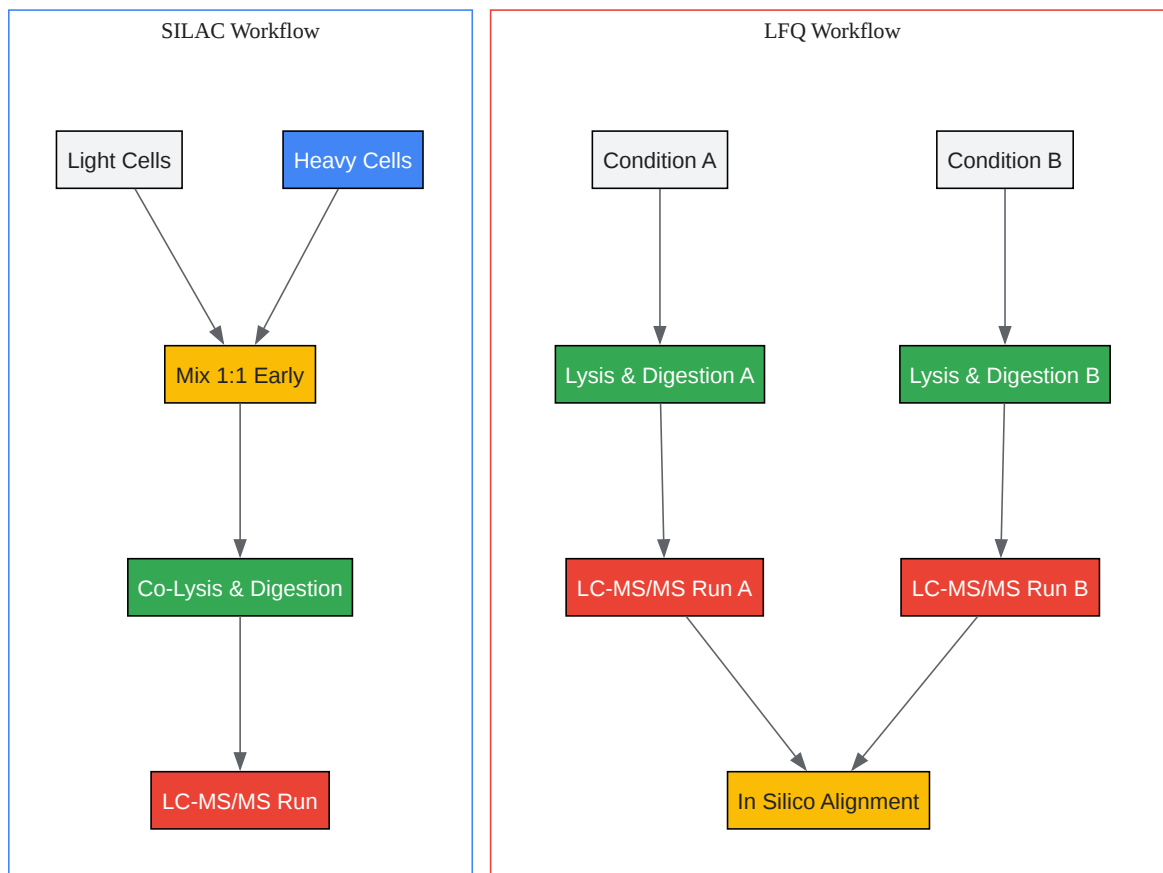 SILAC Workflow
Light Cells
Heavy Cells
Mix 1:1 Early
Co-Lysis & Digestion
LC-MS/MS Run
LFQ Workflow
Condition A
Condition B
Lysis & Digestion A
Lysis & Digestion B
LC-MS/MS Run A
LC-MS/MS Run B
In Silico Alignment